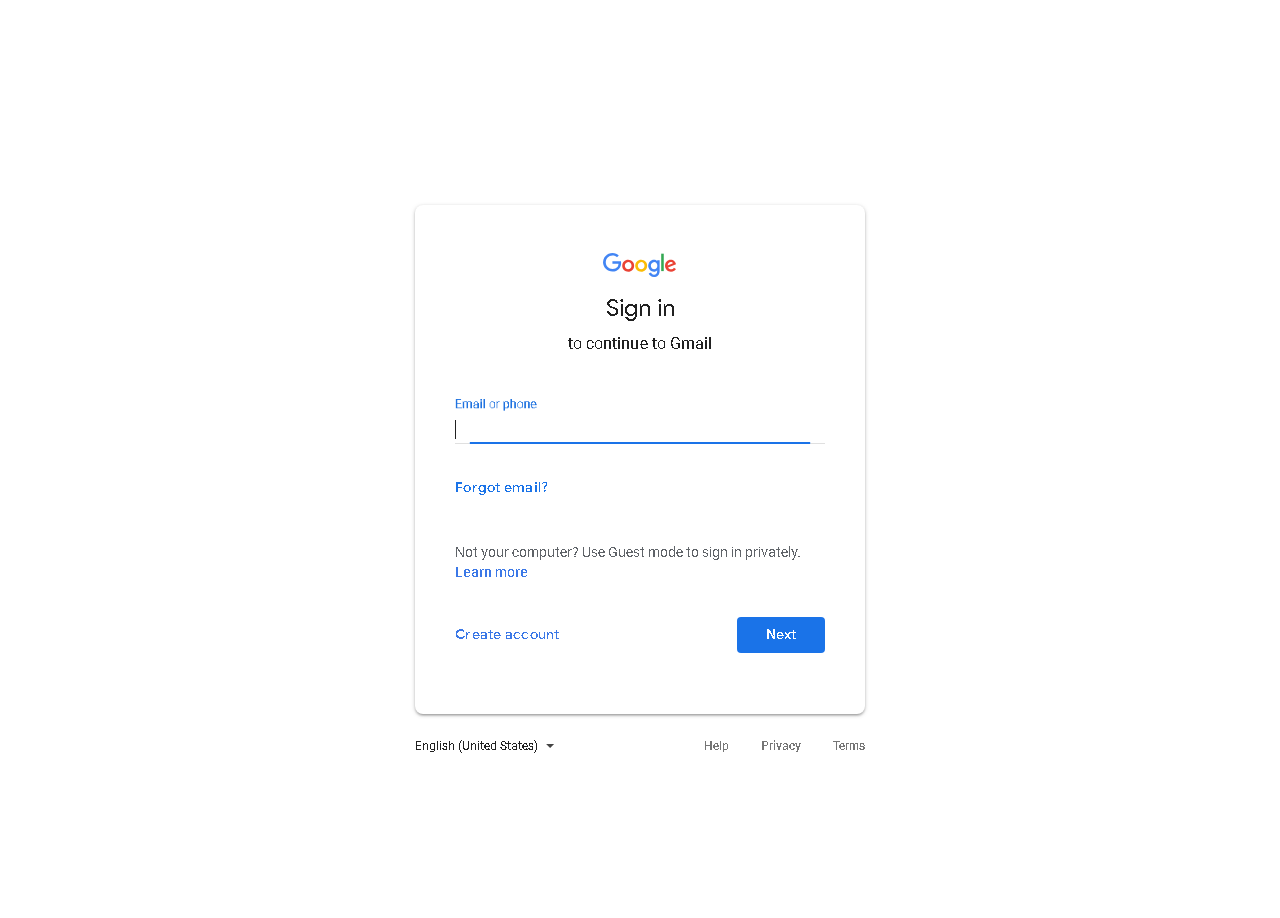 Google
Sign in
to continue to Gmail
Email or phone
Forgot email?
Not your computer? Use Guest mode to sign in privately.
Learn more
Create account
Next
English (United States)
Help
Privacy
Terms